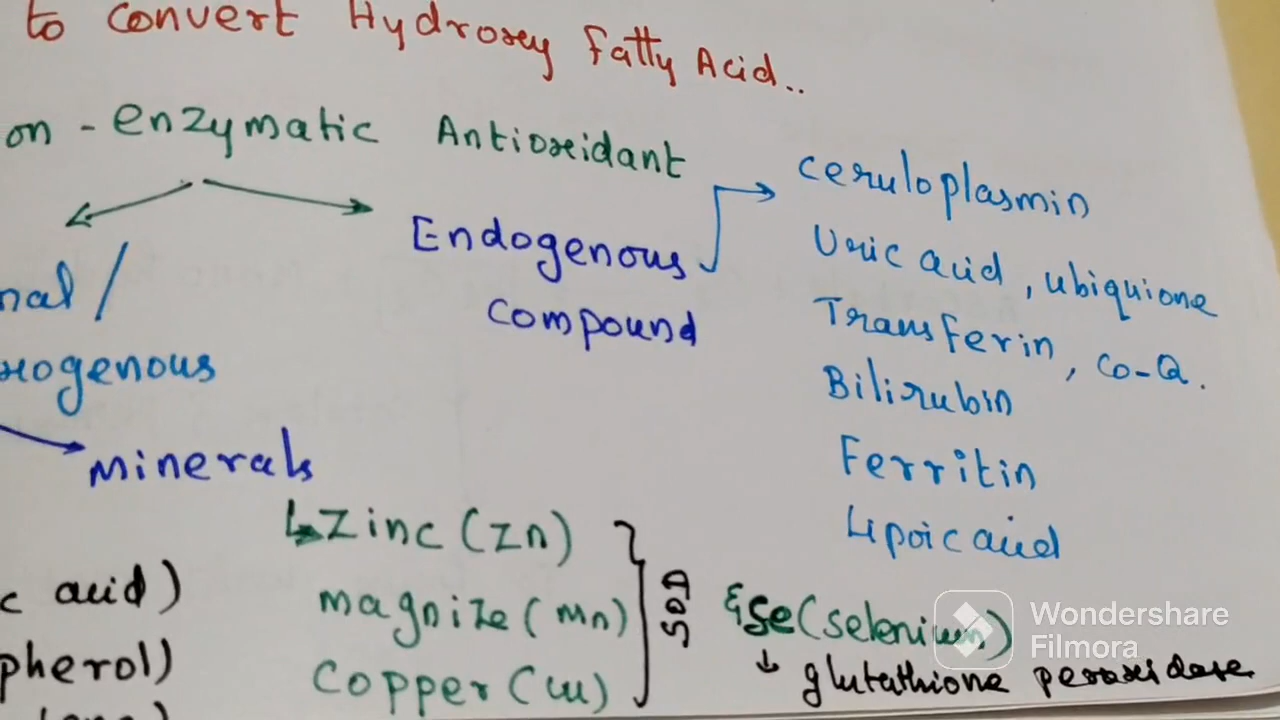 to convert Hydroxy Fatty Acid..
on - enzymatic Antioxidant
Endogenous
compound
ceruloplasmin
Uric acid, ubiquione
Transferin, Co-Q.
Bilirubin
Ferritin
Lipoic acid
nal /
xogenous
minerals
Zinc (Zn)
magnize (Mn)
Copper (Cu)
SOD
& Se (selenium)
glutathione peroxidase
c acid)
pherol)
Wondershare
Filmora